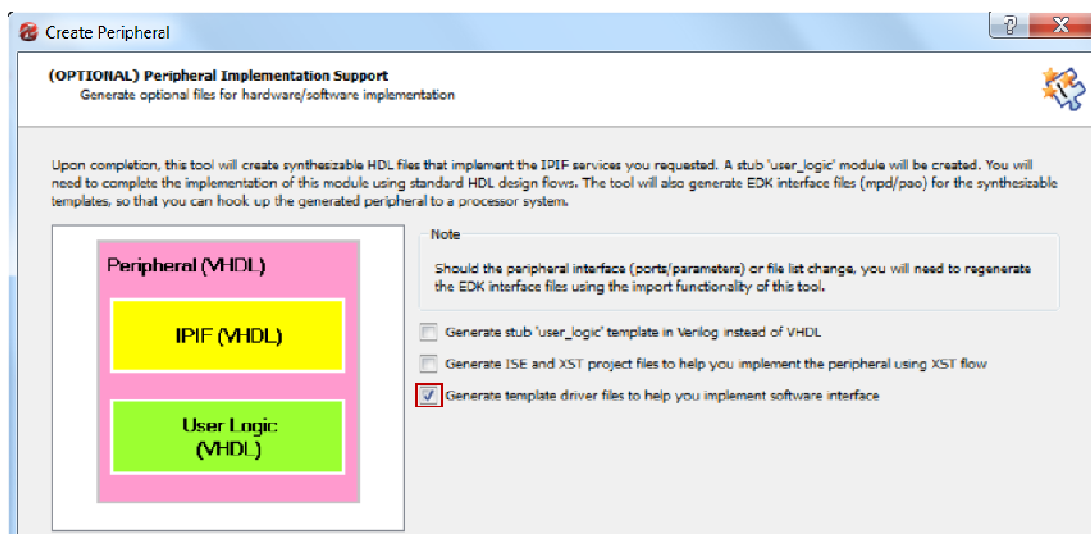 Create Peripheral
(OPTIONAL) Peripheral Implementation Support
Generate optional files for hardware/software implementation
Upon completion, this tool will create synthesizable HDL files that implement the IPIF services you requested. A stub 'user_logic' module will be created. You will
need to complete the implementation of this module using standard HDL design flows. The tool will also generate EDK interface files (mpd/pao) for the synthesizable
templates, so that you can hook up the generated peripheral to a processor system.
Peripheral (VHDL)
IPIF (VHDL)
User Logic
(VHDL)
Note
Should the peripheral interface (ports/parameters) or file list change, you will need to regenerate
the EDK interface files using the import functionality of this tool.
Generate stub 'user_logic' template in Verilog instead of VHDL
Generate ISE and XST project files to help you implement the peripheral using XST flow
Generate template driver files to help you implement software interface